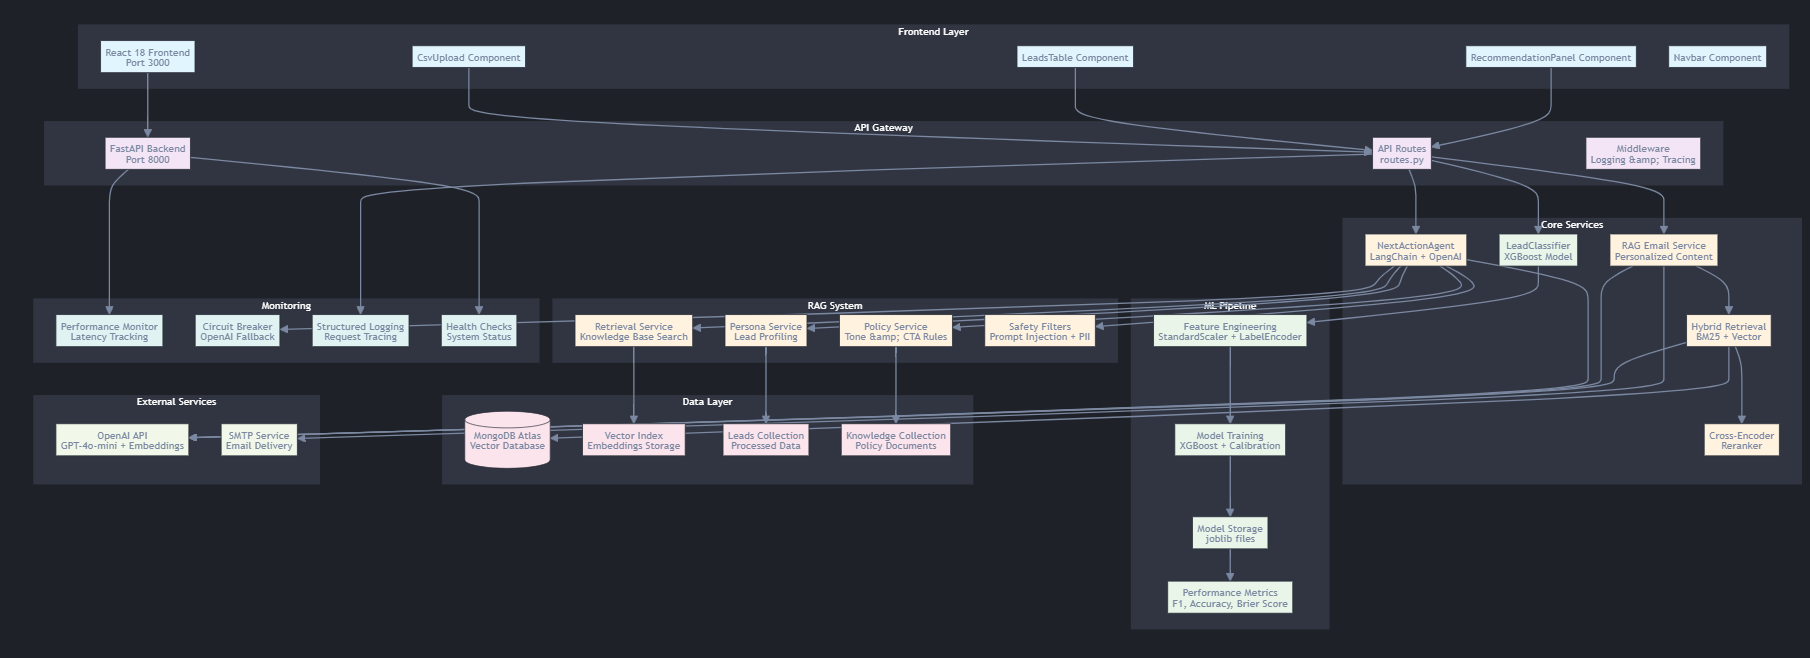 Frontend Layer
React 18 Frontend
Port 3000
CsvUpload Component
LeadsTable Component
RecommendationPanel Component
Navbar Component
API Gateway
FastAPI Backend
Port 8000
API Routes
routes.py
Middleware
Logging &amp; Tracing
Core Services
NextActionAgent
LangChain + OpenAI
LeadClassifier
XGBoost Model
RAG Email Service
Personalized Content
Hybrid Retrieval
BM25 + Vector
Cross-Encoder
Reranker
Monitoring
Performance Monitor
Latency Tracking
Circuit Breaker
OpenAI Fallback
Structured Logging
Request Tracing
Health Checks
System Status
RAG System
Retrieval Service
Knowledge Base Search
Persona Service
Lead Profiling
Policy Service
Tone &amp; CTA Rules
Safety Filters
Prompt Injection + PII
ML Pipeline
Feature Engineering
StandardScaler + LabelEncoder
Model Training
XGBoost + Calibration
Model Storage
joblib files
Performance Metrics
F1, Accuracy, Brier Score
External Services
OpenAI API
GPT-4o-mini + Embeddings
SMTP Service
Email Delivery
Data Layer
MongoDB Atlas
Vector Database
Vector Index
Embeddings Storage
Leads Collection
Processed Data
Knowledge Collection
Policy Documents